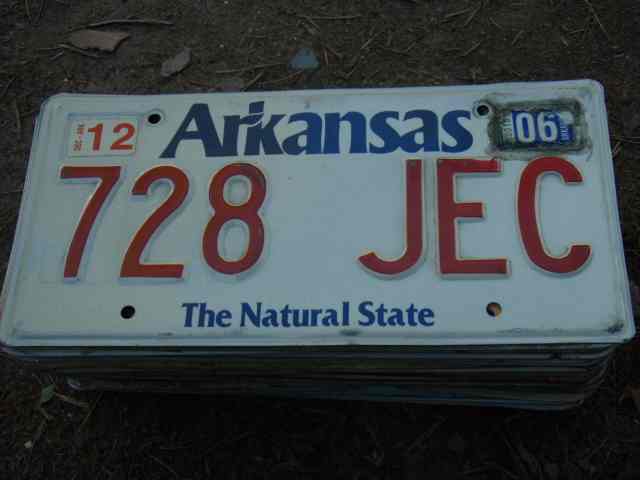 12 Arkansas 06
728 JEC
The Natural State